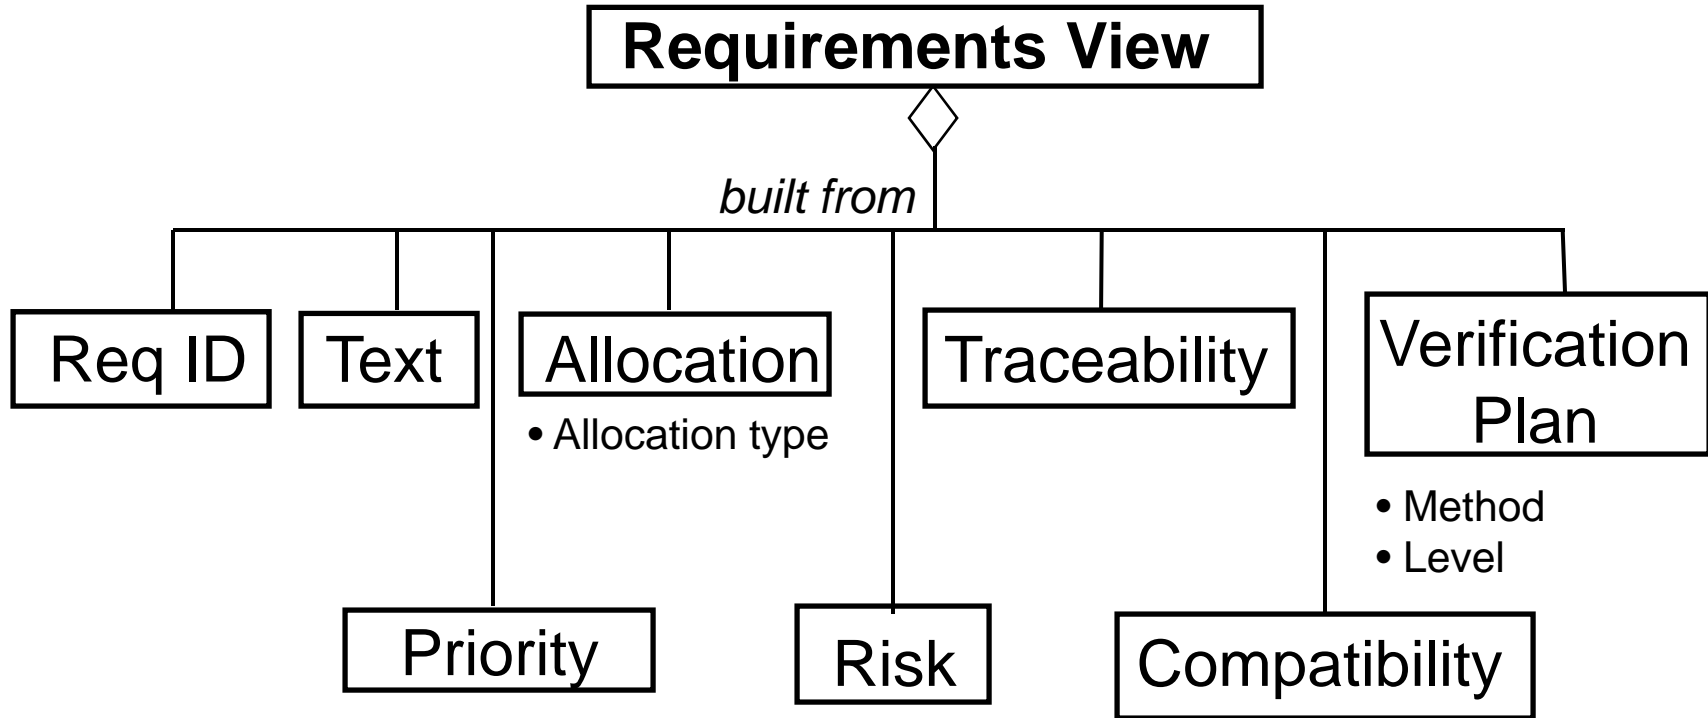 Requirements View
built from
Req ID
Text
Allocation
• Allocation type
Traceability
Verification
Plan
• Method
• Level
Priority
Risk
Compatibility